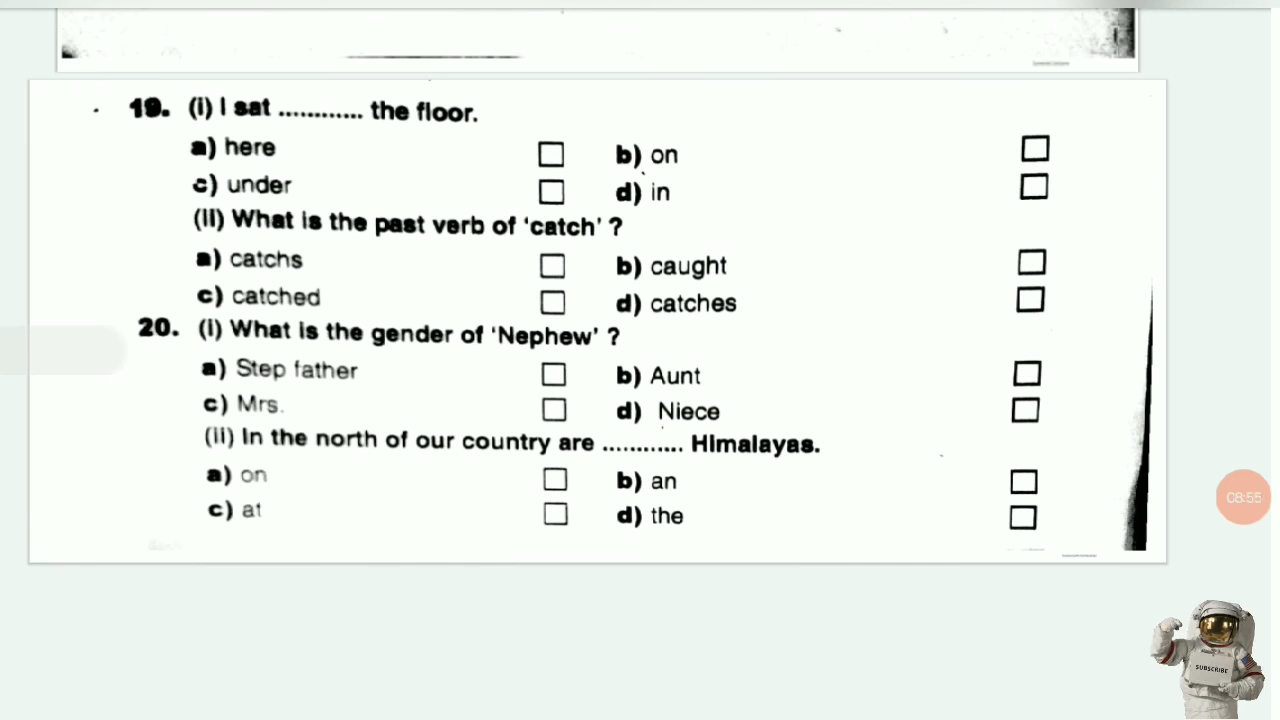 19. (i) I sat ............ the floor.
a) here b) on
c) under d) in
(ii) What is the past verb of 'catch' ?
a) catchs b) caught
c) catched d) catches
20. (i) What is the gender of 'Nephew' ?
a) Step father b) Aunt
c) Mrs. d) Niece
(ii) In the north of our country are ............ Himalayas.
a) on b) an
c) at d) the
08:55
SUBSCRIBE